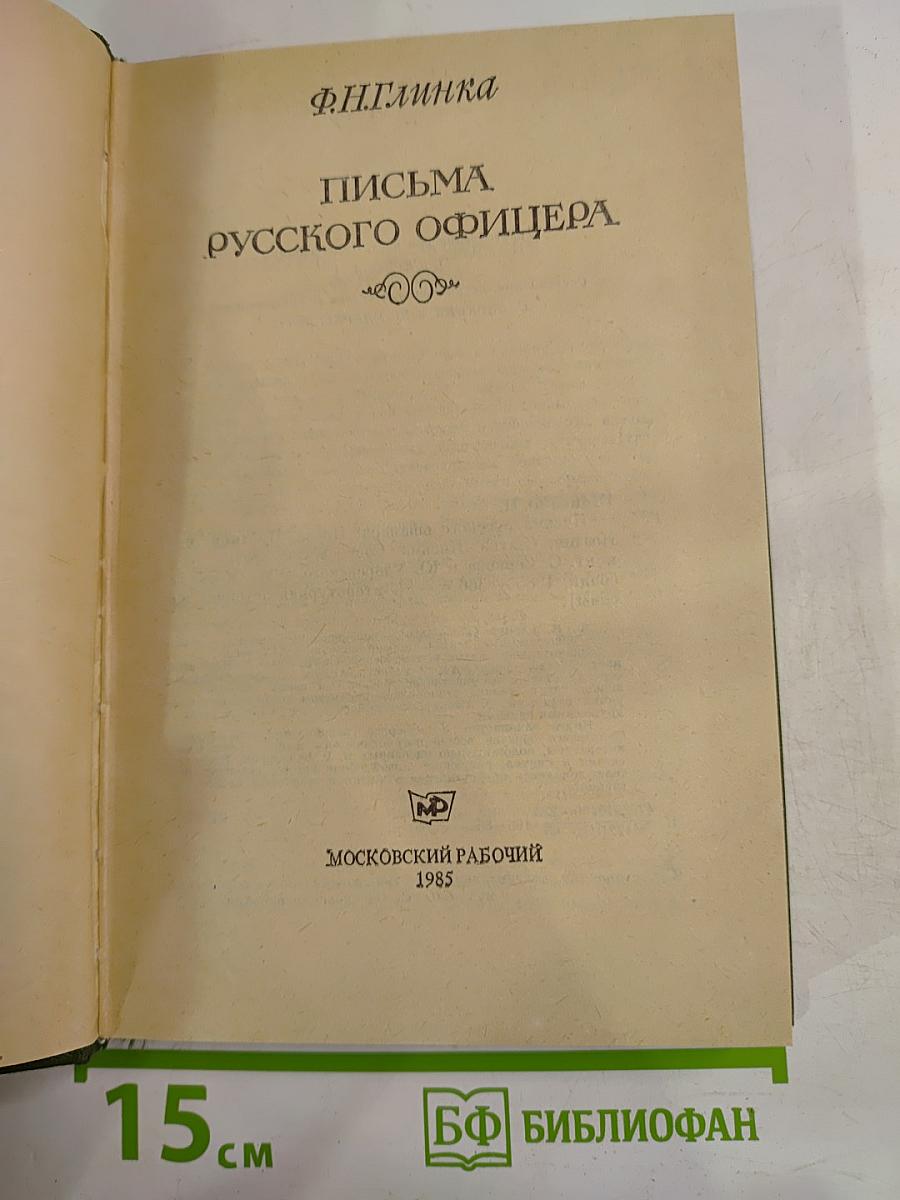 Ф.Н.Глинка
ПИСЬМА
РУССКОГО ОФИЦЕРА
МР
МОСКОВСКИЙ РАБОЧИЙ
1985
15 см
БФ БИБЛИОФАН